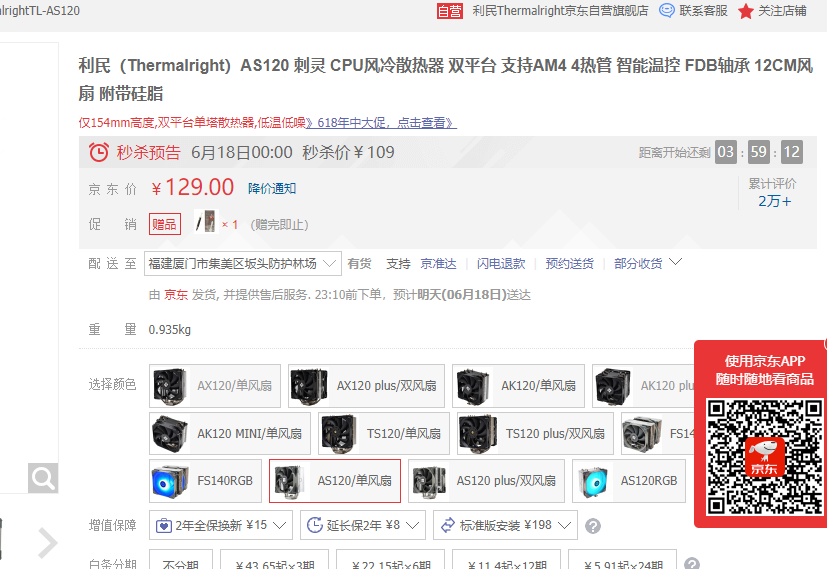 lrightTL-AS120
自营 利民Thermalright京东自营旗舰店 联系客服 关注店铺
利民（Thermalright）AS120 刺灵 CPU风冷散热器 双平台 支持AM4 4热管 智能温控 FDB轴承 12CM风
扇 附带硅脂
仅154mm高度,双平台单塔散热器,低温低噪》618年中大促，点击查看》
秒杀预告 6月18日00:00 秒杀价￥109 距离开始还剩 03 : 59 : 12
京 东 价 ￥129.00 降价通知 累计评价
2万+
促 销 赠品 × 1 (赠完即止)
配 送 至 福建厦门市集美区坂头防护林场 有货 支持 京准达 闪电退款 预约送货 部分收货
由 京东 发货, 并提供售后服务. 23:10前下单，预计明天(06月18日)送达
重 量 0.935kg
使用京东APP
随时随地看商品
京东
选择颜色 AX120/单风扇 AX120 plus/双风扇 AK120/单风扇 AK120 plu
AK120 MINI/单风扇 TS120/单风扇 TS120 plus/双风扇 FS14
FS140RGB AS120/单风扇 AS120 plus/双风扇 AS120RGB
增值保障 2年全保换新 ¥15 延长保2年 ¥8 标准版安装 ¥198 ?
白条分期 不分期 ￥43.65起×3期 ￥22.15起×6期 ￥11.4起×12期 ￥5.91起×24期 ?